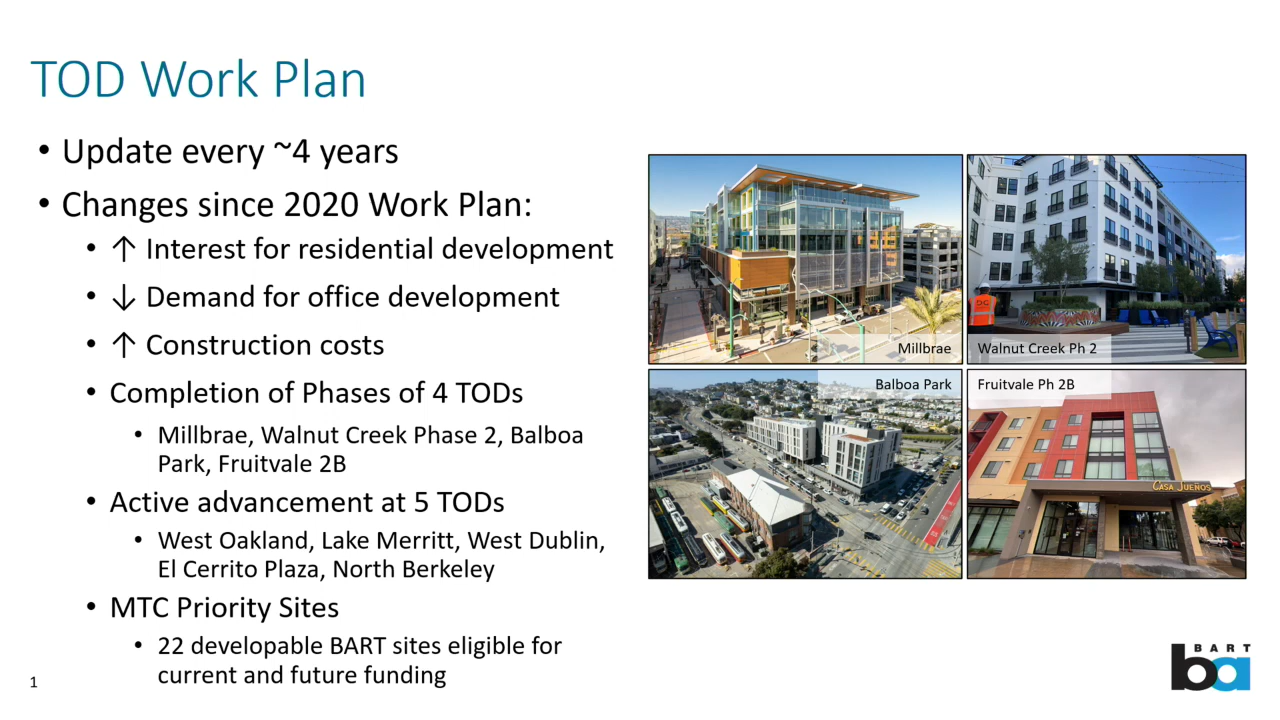 TOD Work Plan
• Update every ~4 years
• Changes since 2020 Work Plan:
• ↑ Interest for residential development
• ↓ Demand for office development
• ↑ Construction costs
• Completion of Phases of 4 TODs
• Millbrae, Walnut Creek Phase 2, Balboa
Park, Fruitvale 2B
• Active advancement at 5 TODs
• West Oakland, Lake Merritt, West Dublin,
El Cerrito Plaza, North Berkeley
• MTC Priority Sites
• 22 developable BART sites eligible for
current and future funding
1
Millbrae
DC
Walnut Creek Ph 2
Balboa Park
Fruitvale Ph 2B
CASA SUEÑOS
BART
ba